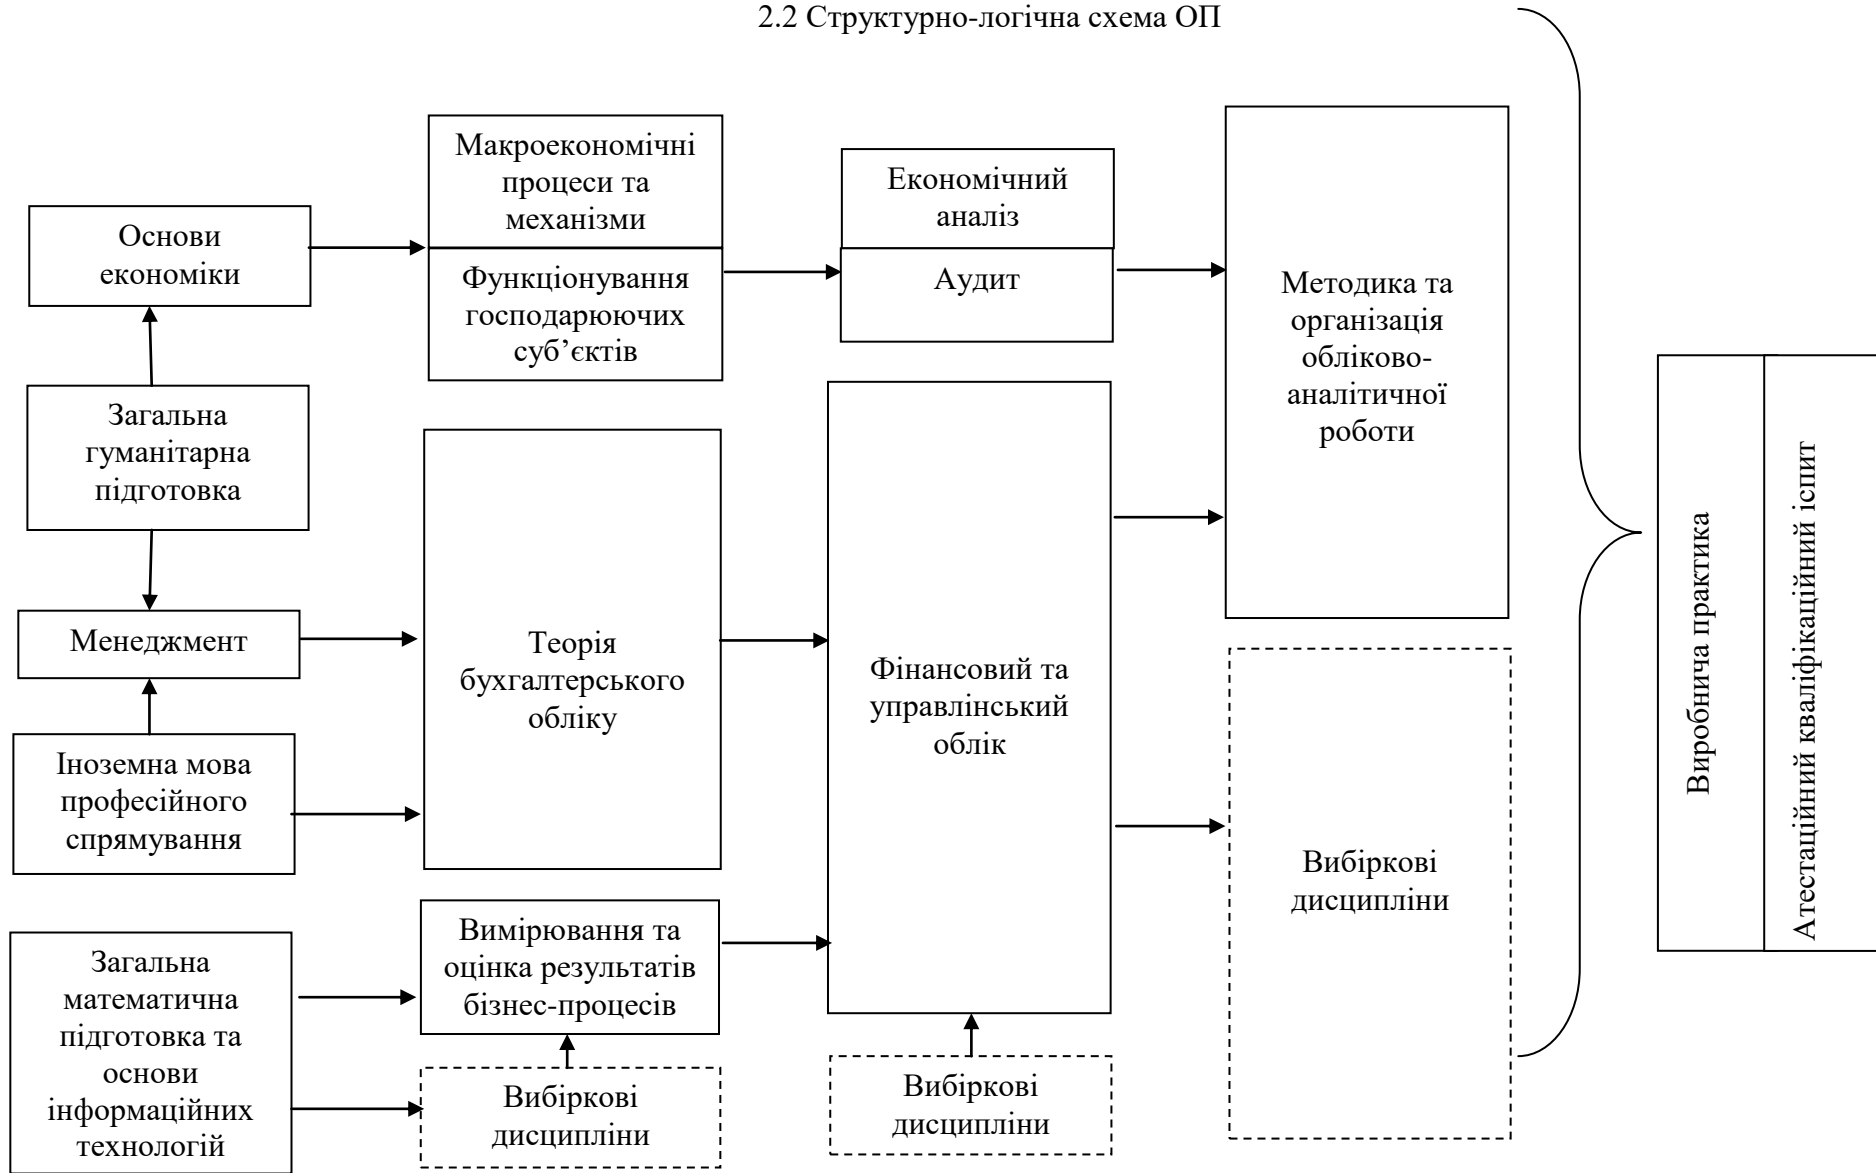 2.2 Структурно-логічна схема ОП
Основи
економіки
Загальна
гуманітарна
підготовка
Менеджмент
Іноземна мова
професійного
спрямування
Загальна
математична
підготовка та
основи
інформаційних
технологій
Макроекономічні
процеси та
механізми
Функціонування
господарюючих
суб’єктів
Теорія
бухгалтерського
обліку
Вимірювання та
оцінка результатів
бізнес-процесів
Вибіркові
дисципліни
Економічний
аналіз
Аудит
Фінансовий та
управлінський
облік
Вибіркові
дисципліни
Методика та
організація
обліково-
аналітичної
роботи
Вибіркові
дисципліни
Виробнича практика
Атестаційний кваліфікаційний іспит